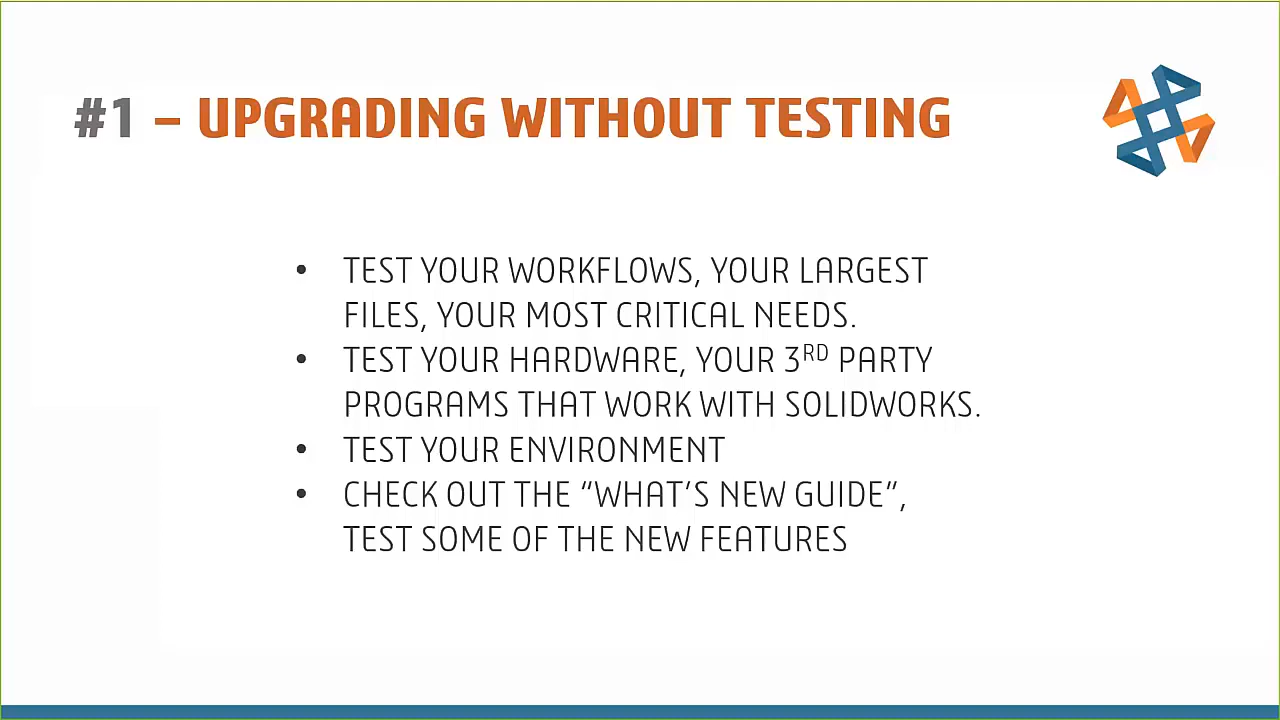 #1 – UPGRADING WITHOUT TESTING
• TEST YOUR WORKFLOWS, YOUR LARGEST
FILES, YOUR MOST CRITICAL NEEDS.
• TEST YOUR HARDWARE, YOUR 3RD PARTY
PROGRAMS THAT WORK WITH SOLIDWORKS.
• TEST YOUR ENVIRONMENT
• CHECK OUT THE “WHAT’S NEW GUIDE”,
TEST SOME OF THE NEW FEATURES